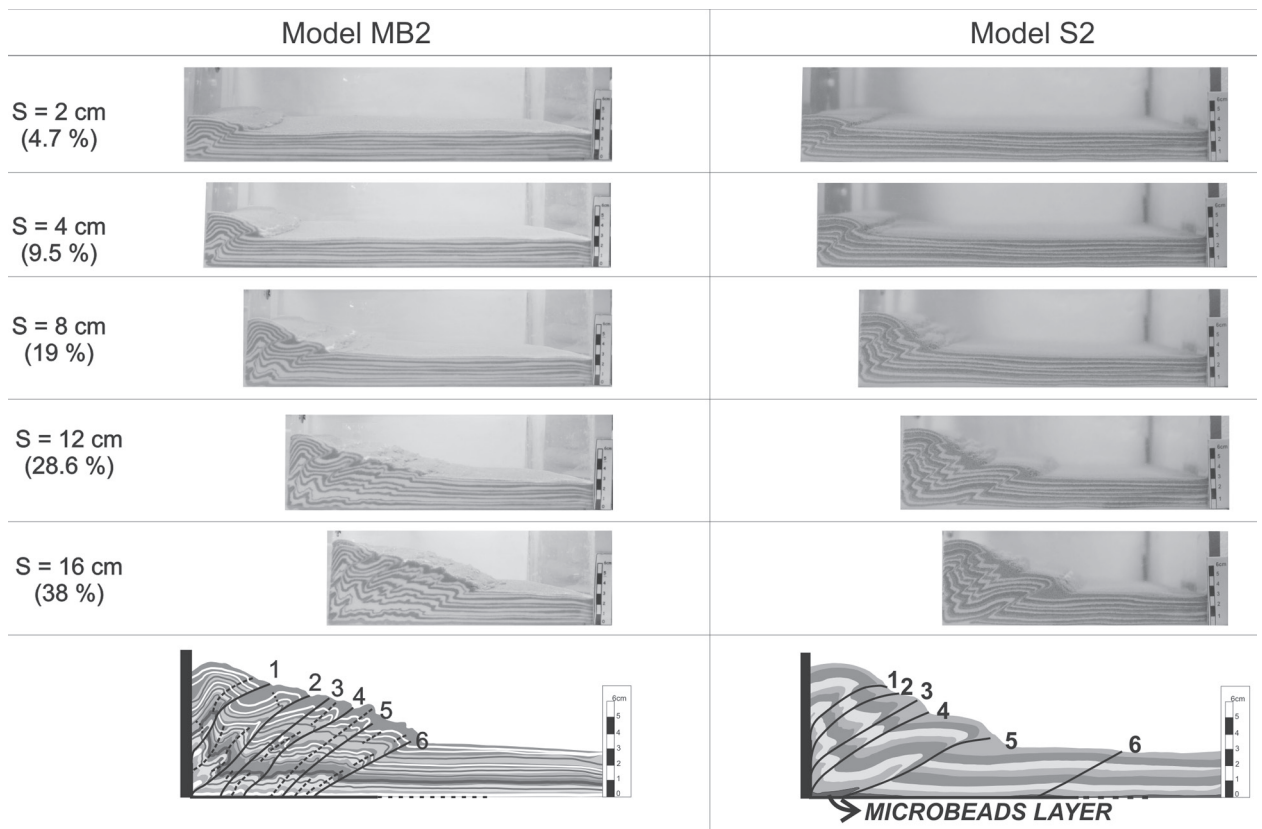 Model MB2
Model S2
S = 2 cm
(4.7 %)
S = 4 cm
(9.5 %)
S = 8 cm
(19 %)
S = 12 cm
(28.6 %)
S = 16 cm
(38 %)
1
2
3
4
5
6
6cm
5
4
3
2
1
0
1
2
3
4
5
6
6cm
5
4
3
2
1
0
MICROBEADS LAYER